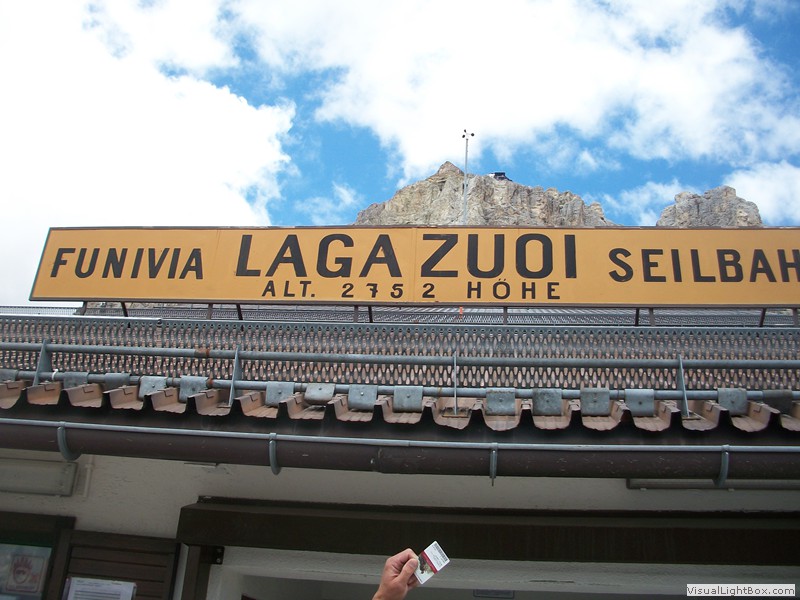 FUNIVIA LAGAZUOI SEILBAH
ALT. 2752 HÖHE
VisualLightBox.com